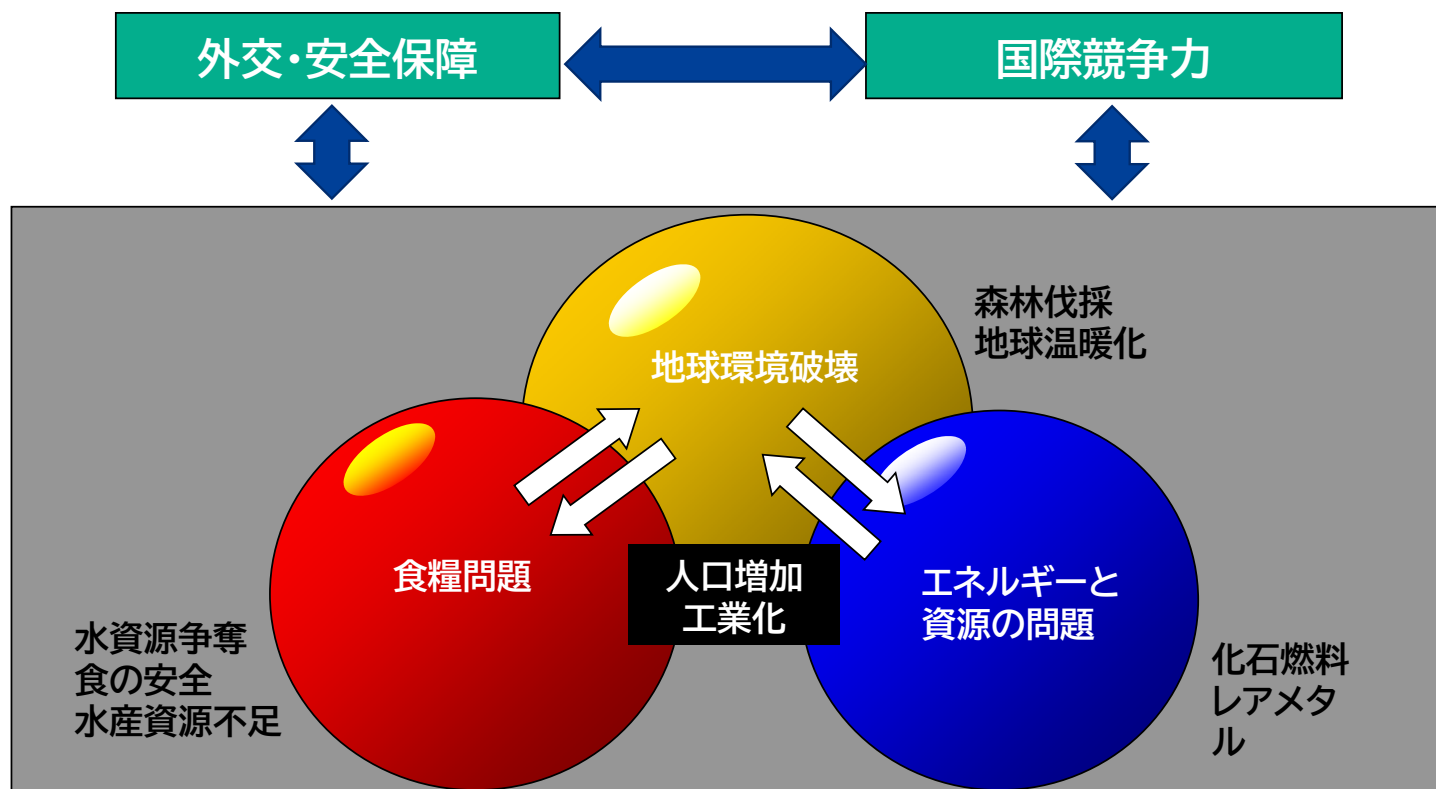 外交・安全保障
国際競争力
森林伐採
地球温暖化
地球環境破壊
食糧問題
人口増加
工業化
エネルギーと
資源の問題
水資源争奪
食の安全
水産資源不足
化石燃料
レアメタ
ル